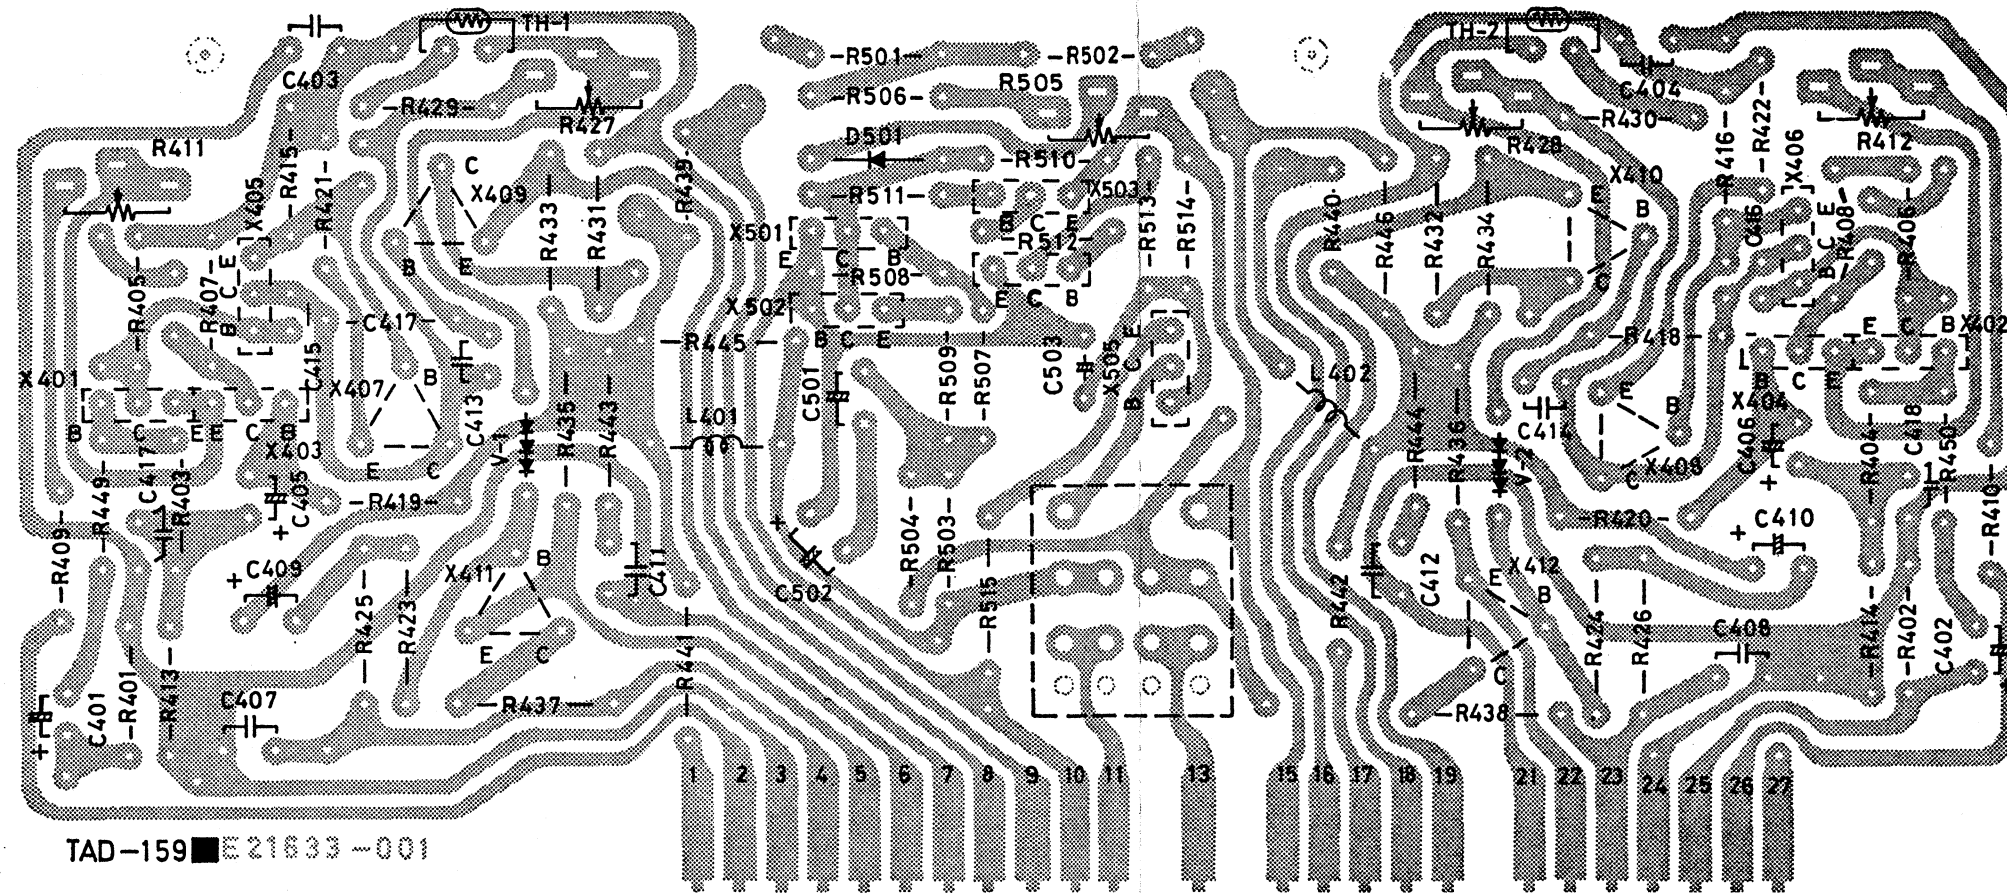 TH-1
TH-2
C403
-R501-
-R502-
C404
R505
-R506-
-R429-
R427
-R430-
R428
R422-
R412
R411
R415-
D501
-R510-
R416-
X406
X405
R421-
C
X409
-R439-
-R511-
X503
X410
E
B
-R433-
-R431-
X501
B C E
-R512-
-R513-
-R514-
-R440-
-R446-
-R432-
-R434-
C416
B C E
-R408-
-R406-
B E
E C B
-R508-
E C B
C
-R405-
-R407-
B C E
-C417-
X502
B C E
-R445-
-R418-
E C B
X402
X401
C415
X407
B
C501
-R509-
-R507-
C503
X505
B C E
L402
E
B
B C E
X404
B C E E C B
X403
C413
E C
V-1
-R435-
-R443-
L401
-R444-
-R436-
C414
V-2
C
X408
C406
+
-R404-
C418
-R450-
-R449-
C417
-R403-
C405
+
-R419-
-R420-
+
C410
-R410-
-R409-
+
C409
X411
B
E C
C411
+
C502
-R504-
-R503-
-R515-
R442
C412
E
X412
B
C
-R425-
-R423-
-R424-
-R426-
C408
-R414-
-R402-
C402
+
C401
-R401-
-R413-
C407
-R437-
-R441-
-R438-
1 2 3 4 5 6 7 8 9 10 11 13 15 16 17 18 19 21 22 23 24 25 26 27
TAD-159■E21633-001